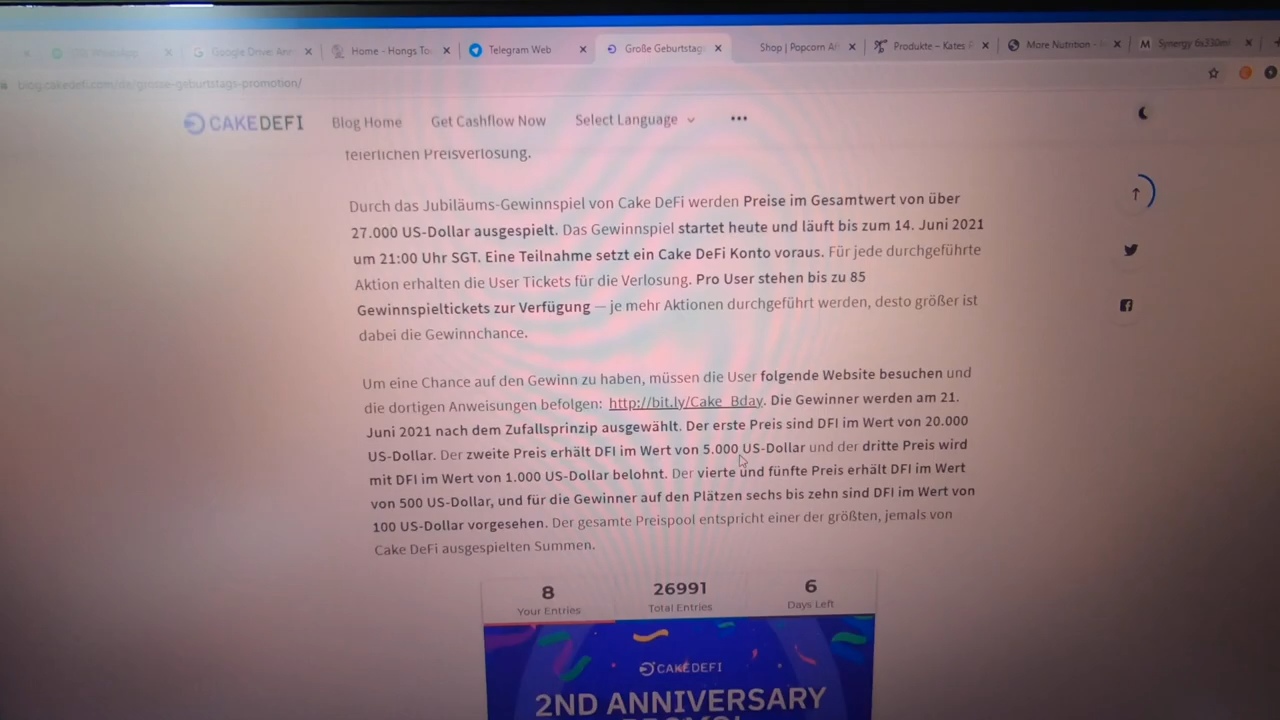 WhatsApp
Google Drive: Ann
Home - Hongs To
Telegram Web
Große Geburtstags
Shop | Popcorn A
Produkte – Kates F
More Nutrition -
Synergy 6x330ml
blog.cakedefi.com/de/grosse-geburtstags-promotion/
CAKEDEFI
Blog Home
Get Cashflow Now
Select Language
•••
feierlichen Preisverlosung.
Durch das Jubiläums-Gewinnspiel von Cake DeFi werden Preise im Gesamtwert von über
27.000 US-Dollar ausgespielt. Das Gewinnspiel startet heute und läuft bis zum 14. Juni 2021
um 21:00 Uhr SGT. Eine Teilnahme setzt ein Cake DeFi Konto voraus. Für jede durchgeführte
Aktion erhalten die User Tickets für die Verlosung. Pro User stehen bis zu 85
Gewinnspieltickets zur Verfügung — je mehr Aktionen durchgeführt werden, desto größer ist
dabei die Gewinnchance.
Um eine Chance auf den Gewinn zu haben, müssen die User folgende Website besuchen und
die dortigen Anweisungen befolgen: http://bit.ly/Cake_Bday. Die Gewinner werden am 21.
Juni 2021 nach dem Zufallsprinzip ausgewählt. Der erste Preis sind DFI im Wert von 20.000
US-Dollar. Der zweite Preis erhält DFI im Wert von 5.000 US-Dollar und der dritte Preis wird
mit DFI im Wert von 1.000 US-Dollar belohnt. Der vierte und fünfte Preis erhält DFI im Wert
von 500 US-Dollar, und für die Gewinner auf den Plätzen sechs bis zehn sind DFI im Wert von
100 US-Dollar vorgesehen. Der gesamte Preispool entspricht einer der größten, jemals von
Cake DeFi ausgespielten Summen.
8
26991
6
Your Entries
Total Entries
Days Left
CAKEDEFI
2ND ANNIVERSARY